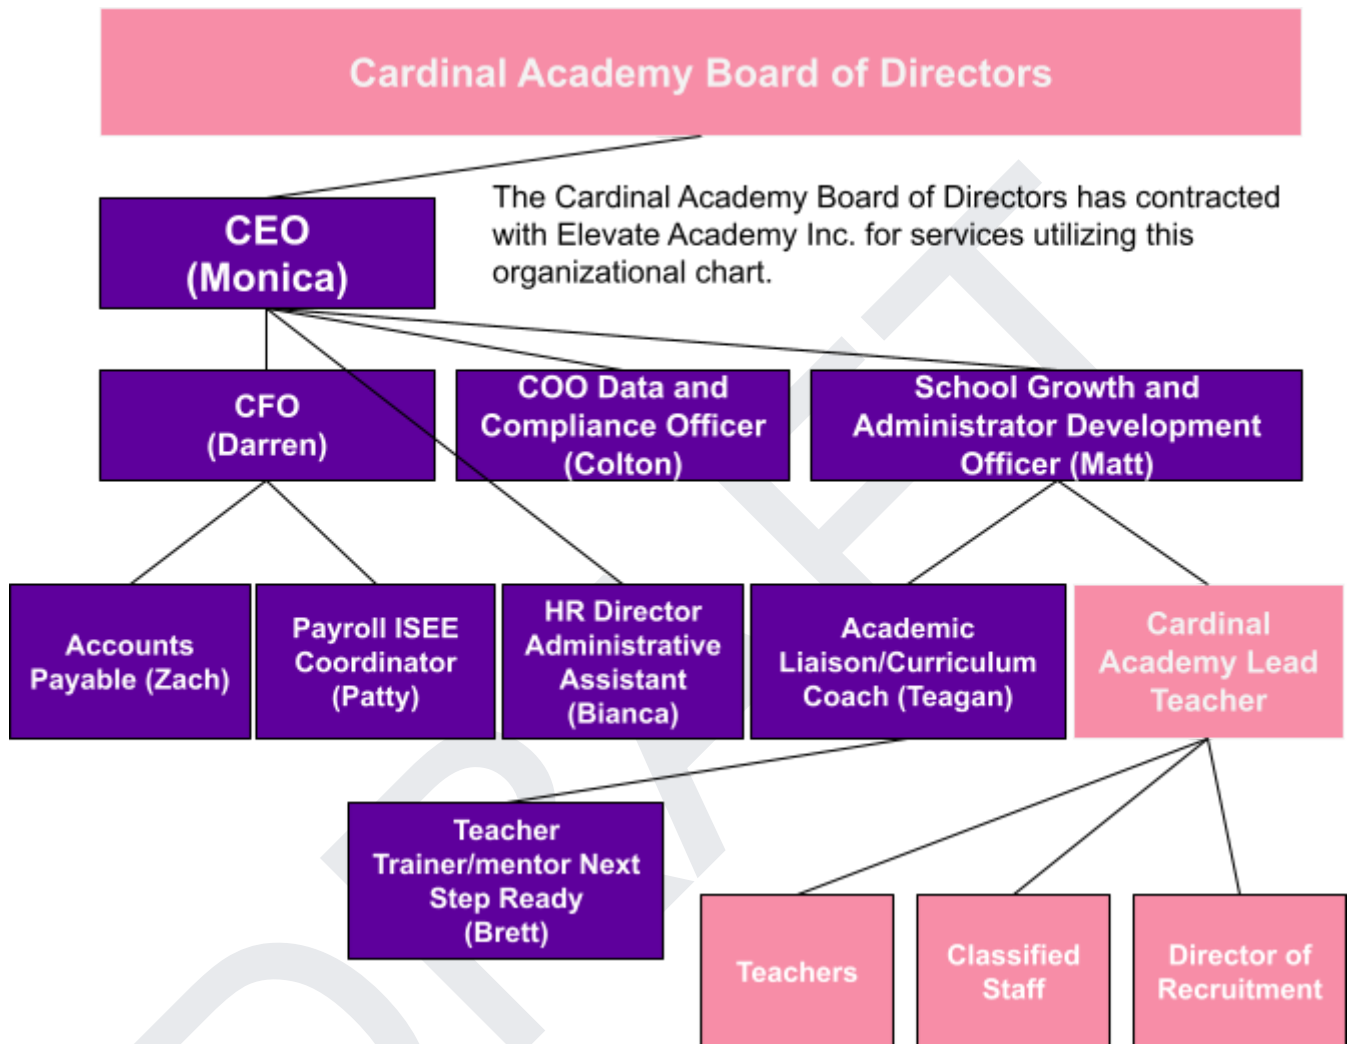 Cardinal Academy Board of Directors
CEO
(Monica)
The Cardinal Academy Board of Directors has contracted
with Elevate Academy Inc. for services utilizing this
organizational chart.
CFO
(Darren)
COO Data and
Compliance Officer
(Colton)
School Growth and
Administrator Development
Officer (Matt)
Accounts
Payable (Zach)
Payroll ISEE
Coordinator
(Patty)
HR Director
Administrative
Assistant
(Bianca)
Academic
Liaison/Curriculum
Coach (Teagan)
Cardinal
Academy Lead
Teacher
Teacher
Trainer/mentor Next
Step Ready
(Brett)
Teachers
Classified
Staff
Director of
Recruitment
DRAFT